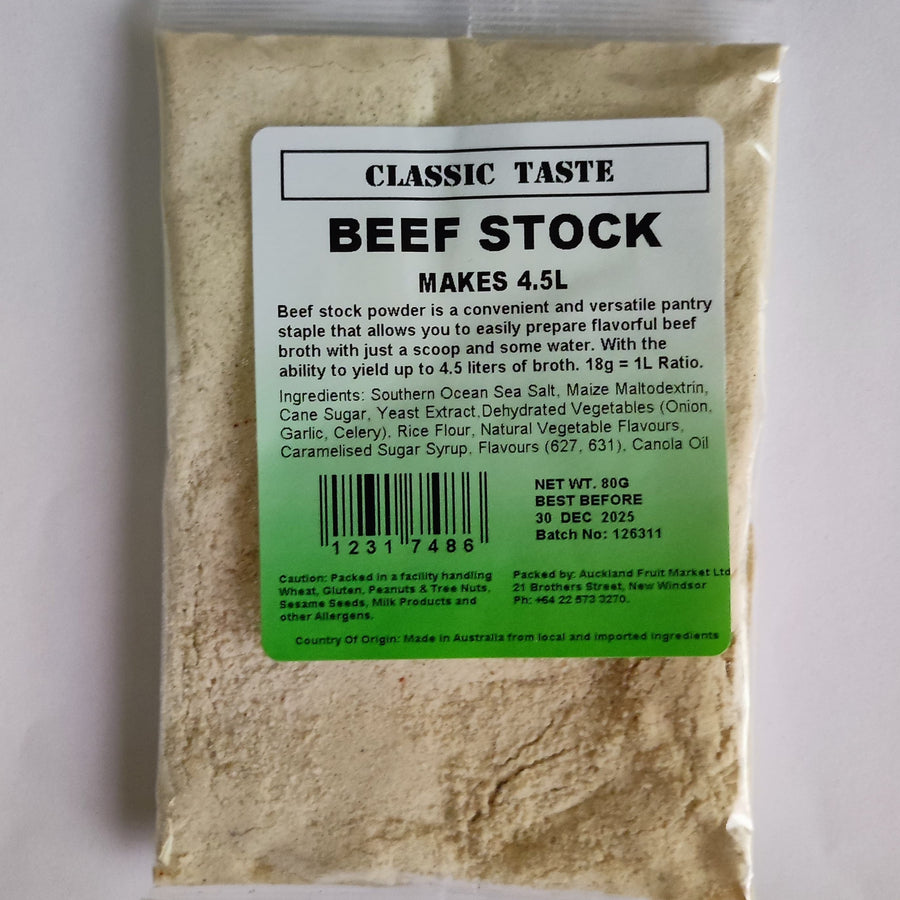 CLASSIC TASTE
BEEF STOCK
MAKES 4.5L
Beef stock powder is a convenient and versatile pantry
staple that allows you to easily prepare flavorful beef
broth with just a scoop and some water. With the
ability to yield up to 4.5 liters of broth. 18g = 1L Ratio.
Ingredients: Southern Ocean Sea Salt, Maize Maltodextrin,
Cane Sugar, Yeast Extract,Dehydrated Vegetables (Onion,
Garlic, Celery), Rice Flour, Natural Vegetable Flavours,
Caramelised Sugar Syrup, Flavours (627, 631), Canola Oil
1231 7486
NET WT. 80G
BEST BEFORE
30 DEC 2025
Batch No: 126311
Caution: Packed in a facility handling
Wheat, Gluten, Peanuts & Tree Nuts,
Sesame Seeds, Milk Products and
other Allergens.
Packed by: Auckland Fruit Market Ltd
21 Brothers Street, New Windsor
Ph: +64 22 573 3270.
Country Of Origin: Made in Australia from local and imported ingredients